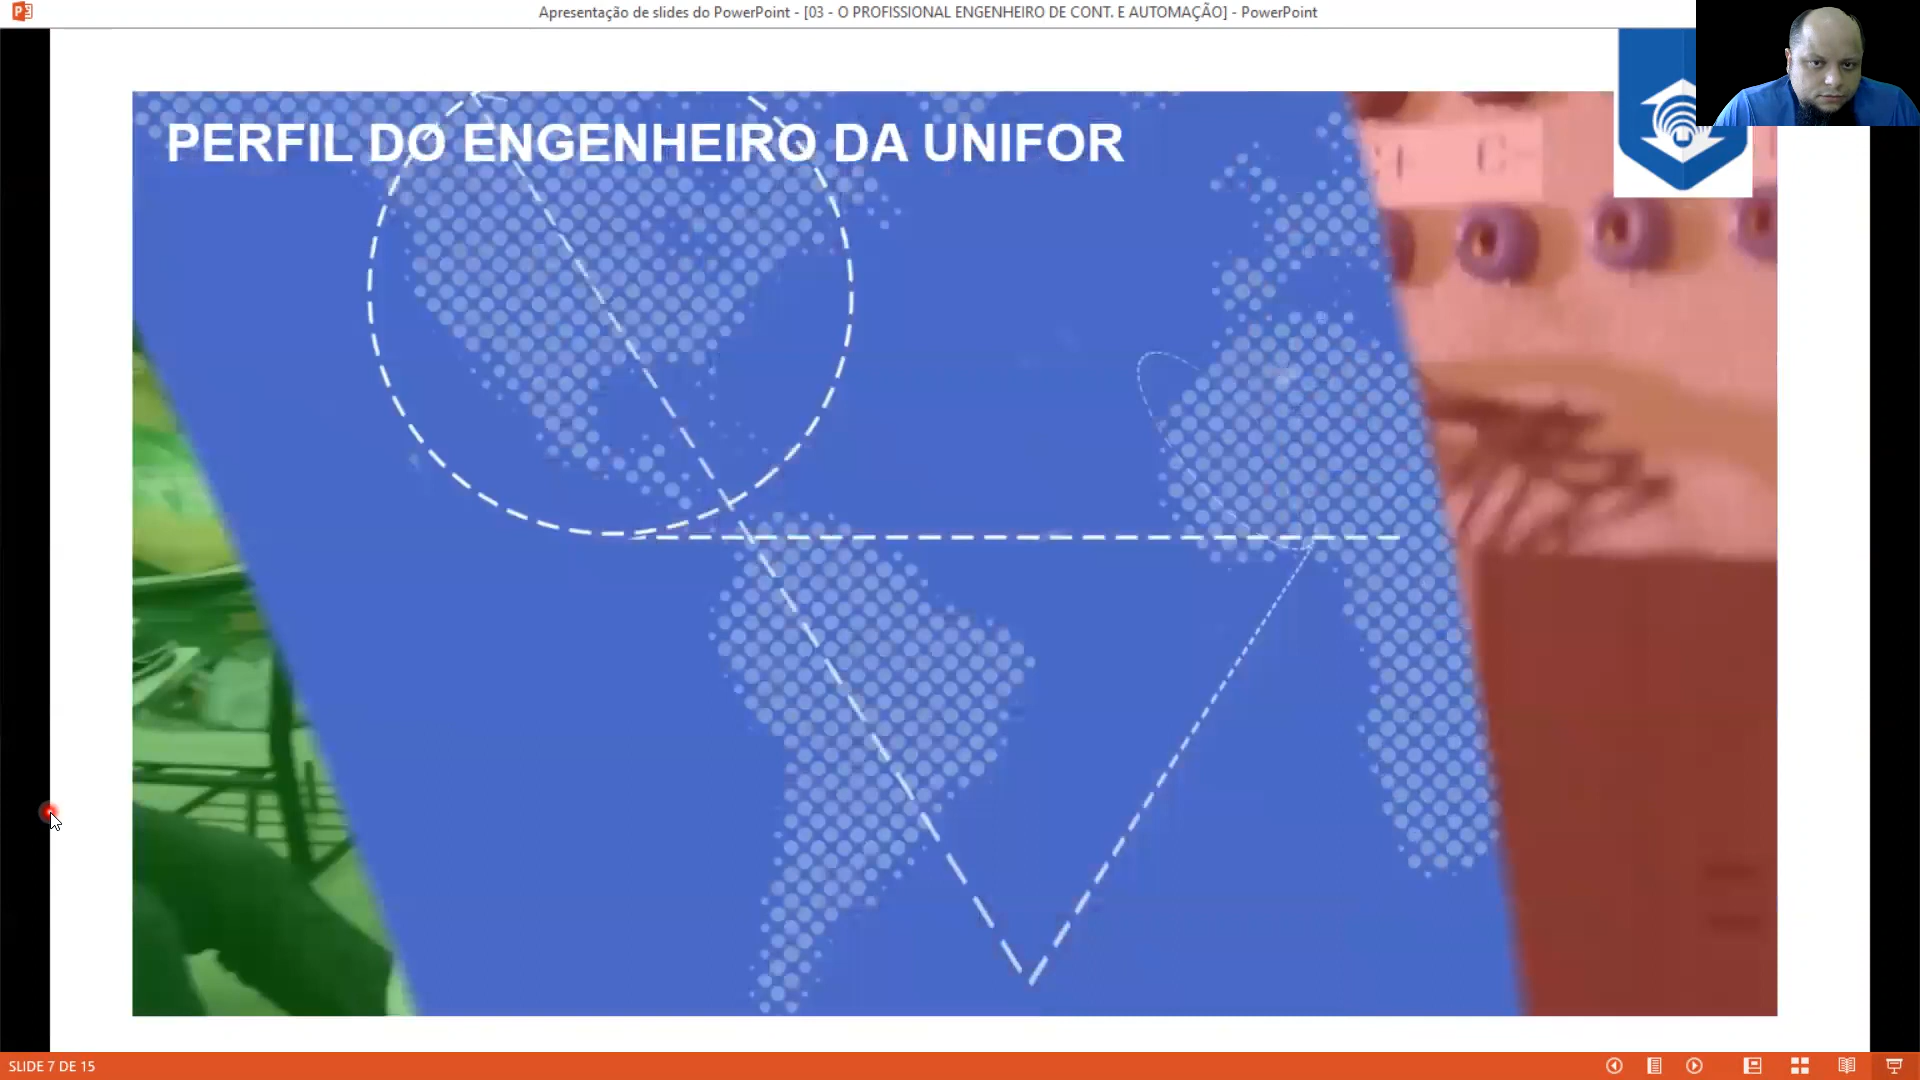 Apresentação de slides do PowerPoint - [03 - O PROFISSIONAL ENGENHEIRO DE CONT. E AUTOMAÇÃO] - PowerPoint
PERFIL DO ENGENHEIRO DA UNIFOR
SLIDE 7 DE 15